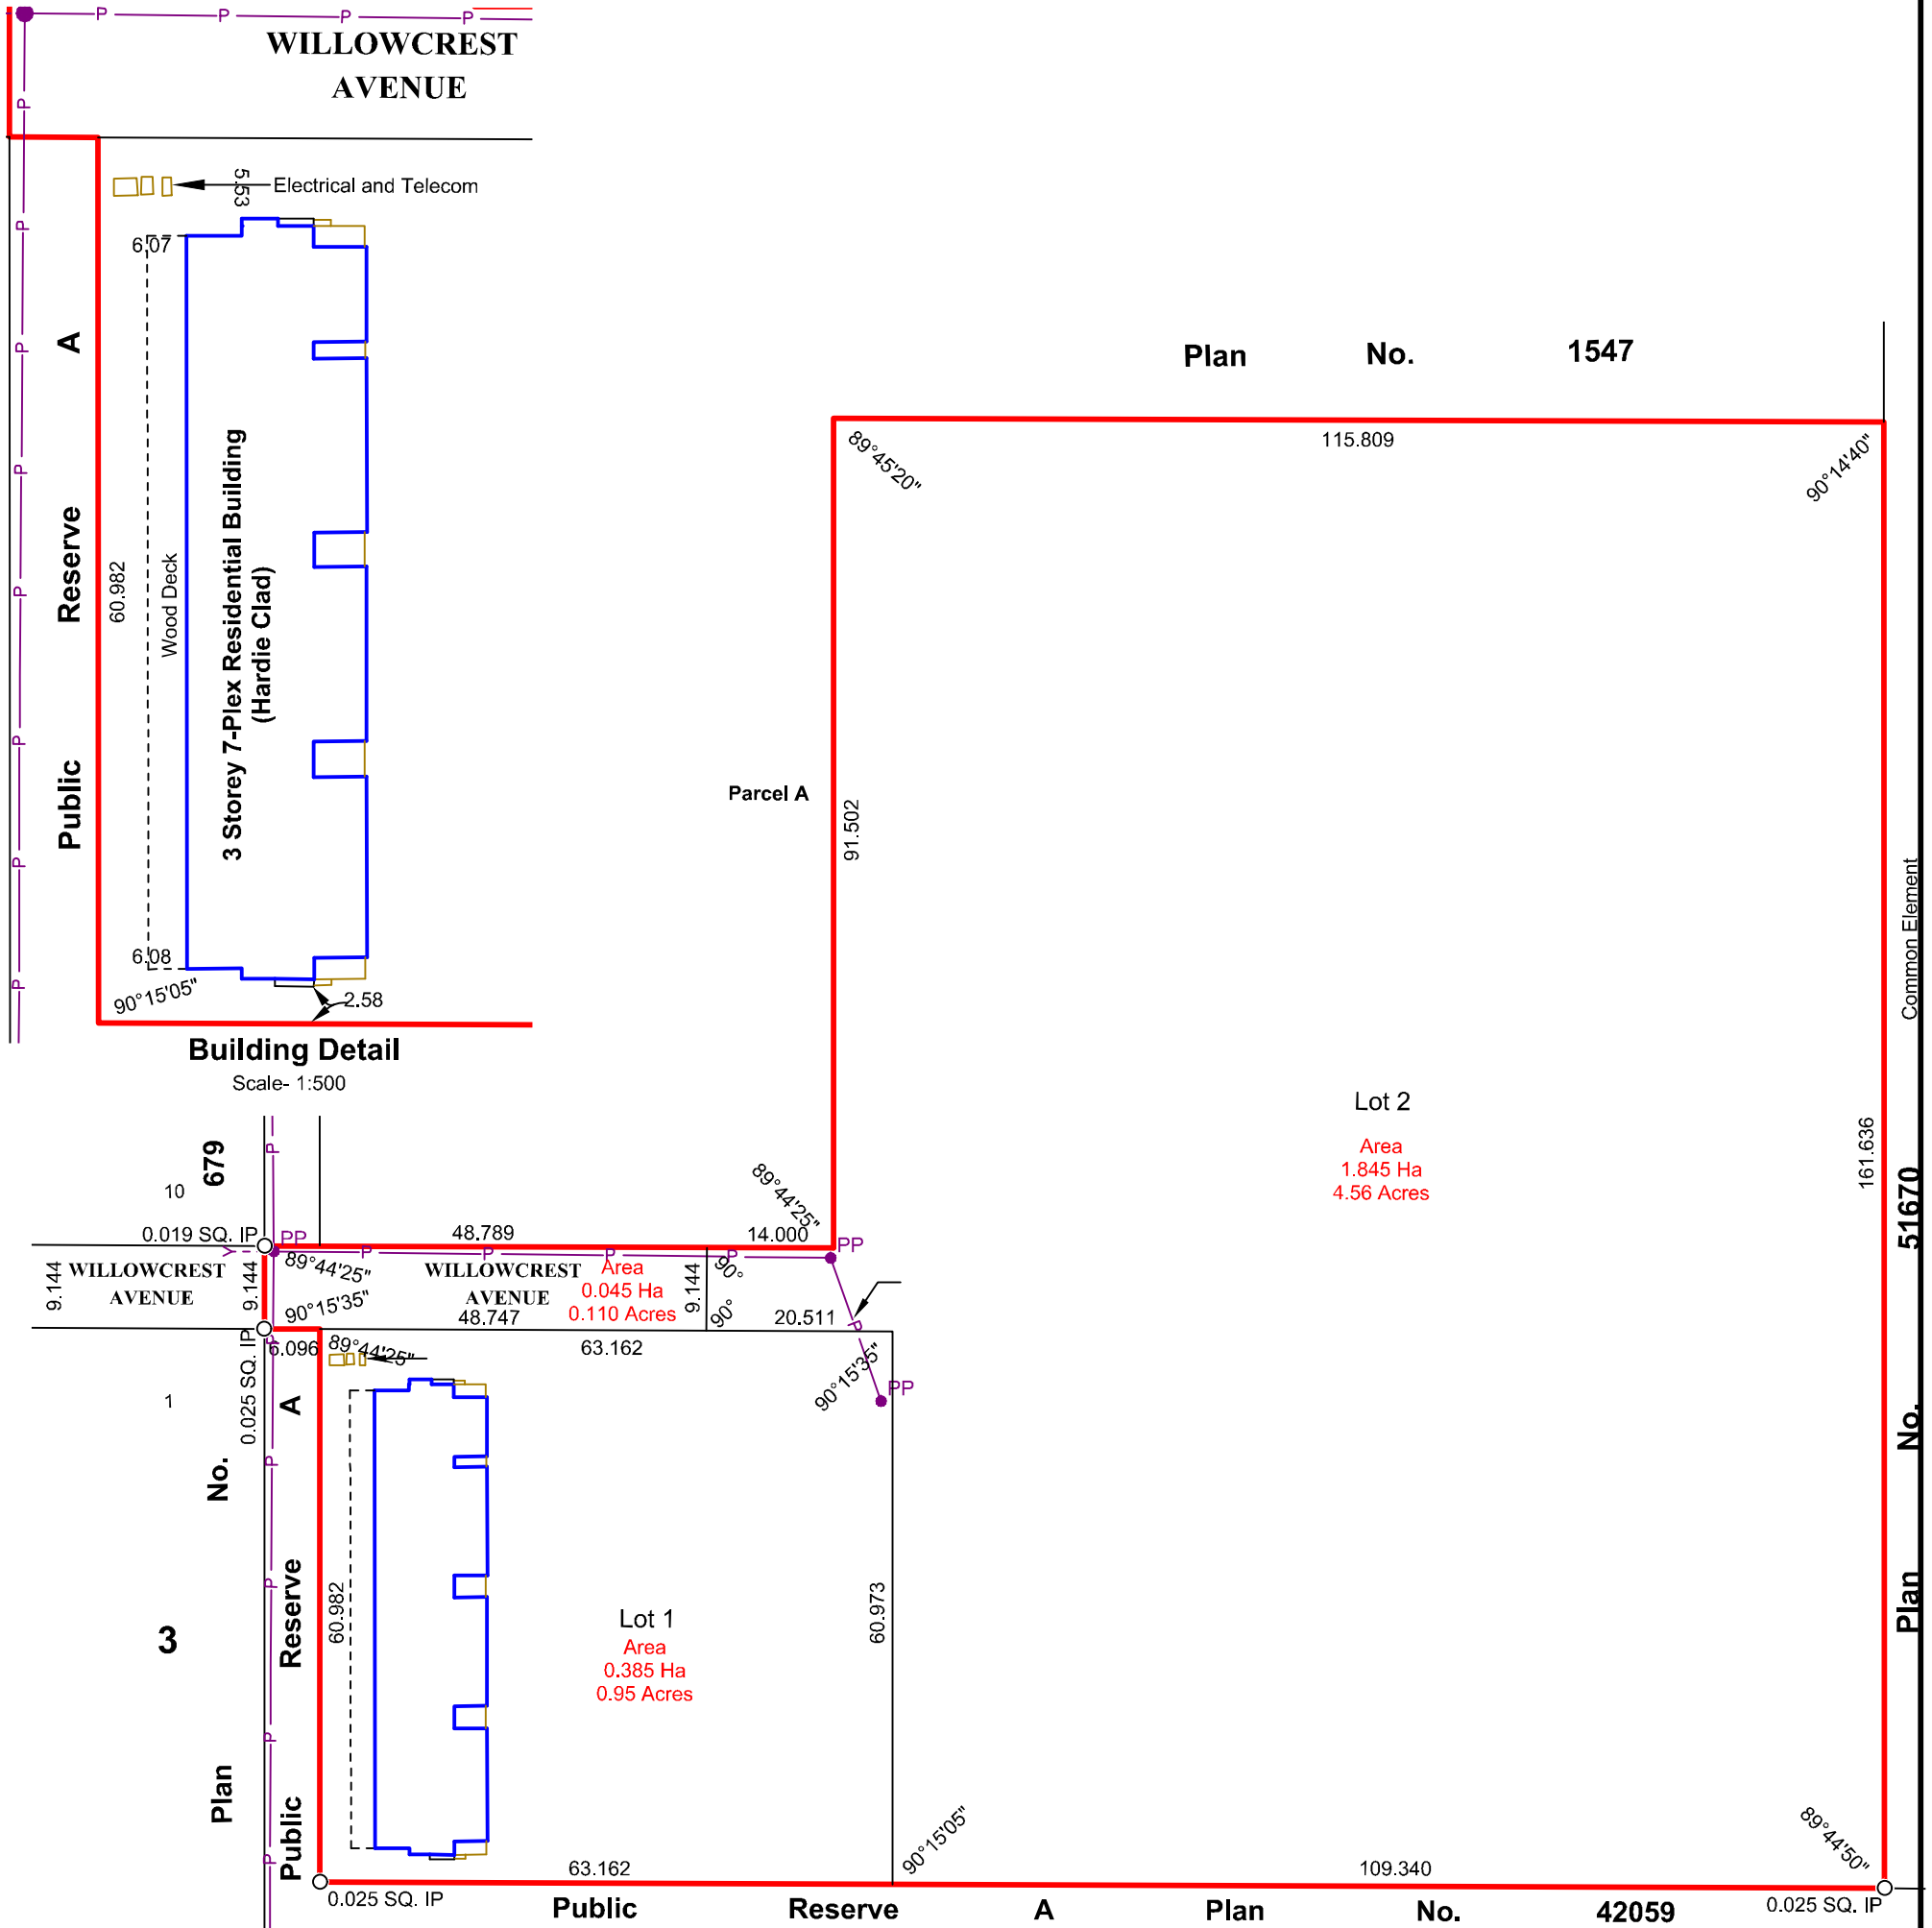 P P P P
WILLOWCREST
AVENUE
P
5.53
Electrical and Telecom
P
6.07
A
P
Plan No. 1547
115.809
89°45'20"
90°14'40"
P
3 Storey 7-Plex Residential Building
(Hardie Clad)
Reserve
60.982
Wood Deck
P
P
Public
Parcel A
91.502
P
6.08
P
90°15'05"
2.58
Building Detail
Scale- 1:500
Common Element
Lot 2
Area
1.845 Ha
4.56 Acres
161.636
51670
679
P
10
89°44'25"
0.019 SQ. IP
PP
48.789
14.000
PP
P P P P
89°44'25"
9.144
WILLOWCREST
AVENUE
9.144
WILLOWCREST
AVENUE
Area
0.045 Ha
0.110 Acres
9.144
90°
90°
90°15'35"
48.747
20.511
P
P
6.096
89°44'25"
63.162
90°15'35"
PP
0.025 SQ. IP
1
A
No.
P
No.
P
Reserve
60.982
Lot 1
Area
0.385 Ha
0.95 Acres
60.973
3
Plan
P
Plan
Public
P
90°15'05"
89°44'50"
63.162
109.340
0.025 SQ. IP
0.025 SQ. IP
Public Reserve A Plan No. 42059